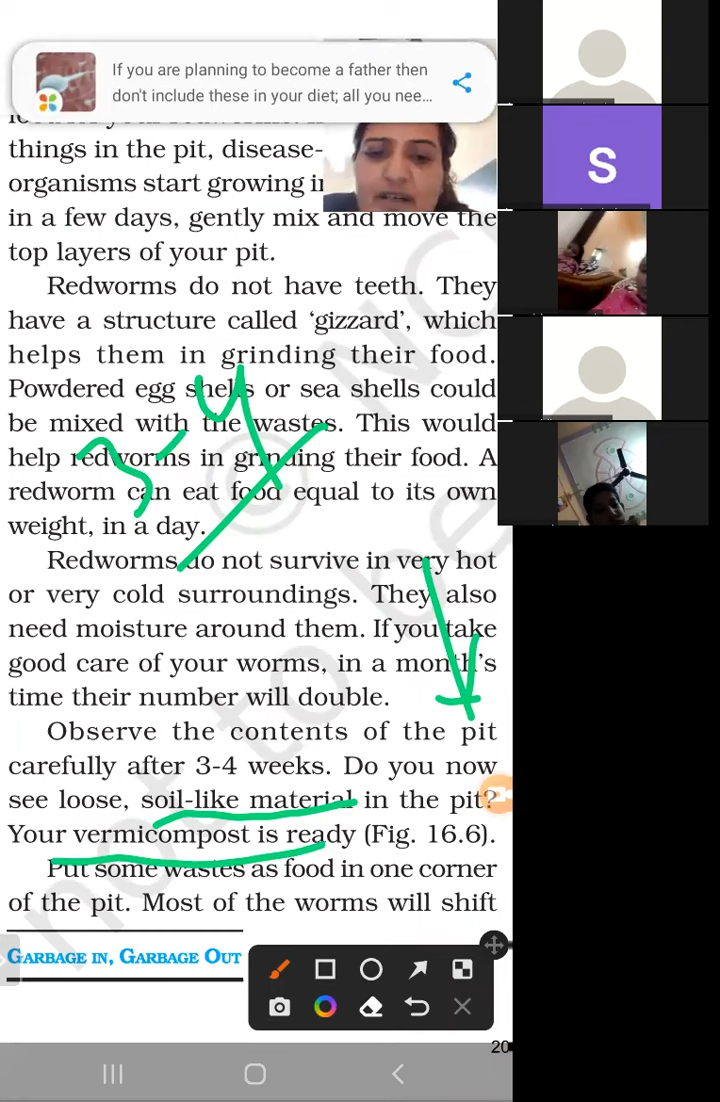 If you are planning to become a father then
don't include these in your diet; all you nee...
things in the pit, disease-
organisms start growing in
in a few days, gently mix and move the
top layers of your pit.
Redworms do not have teeth. They
have a structure called ‘gizzard’, which
helps them in grinding their food.
Powdered egg shells or sea shells could
be mixed with the wastes. This would
help redworms in grinding their food. A
redworm can eat food equal to its own
weight, in a day.
Redworms do not survive in very hot
or very cold surroundings. They also
need moisture around them. If you take
good care of your worms, in a month’s
time their number will double.
Observe the contents of the pit
carefully after 3-4 weeks. Do you now
see loose, soil-like material in the pit?
Your vermicompost is ready (Fig. 16.6).
Put some wastes as food in one corner
of the pit. Most of the worms will shift
GARBAGE IN, GARBAGE OUT
20
S
3-4